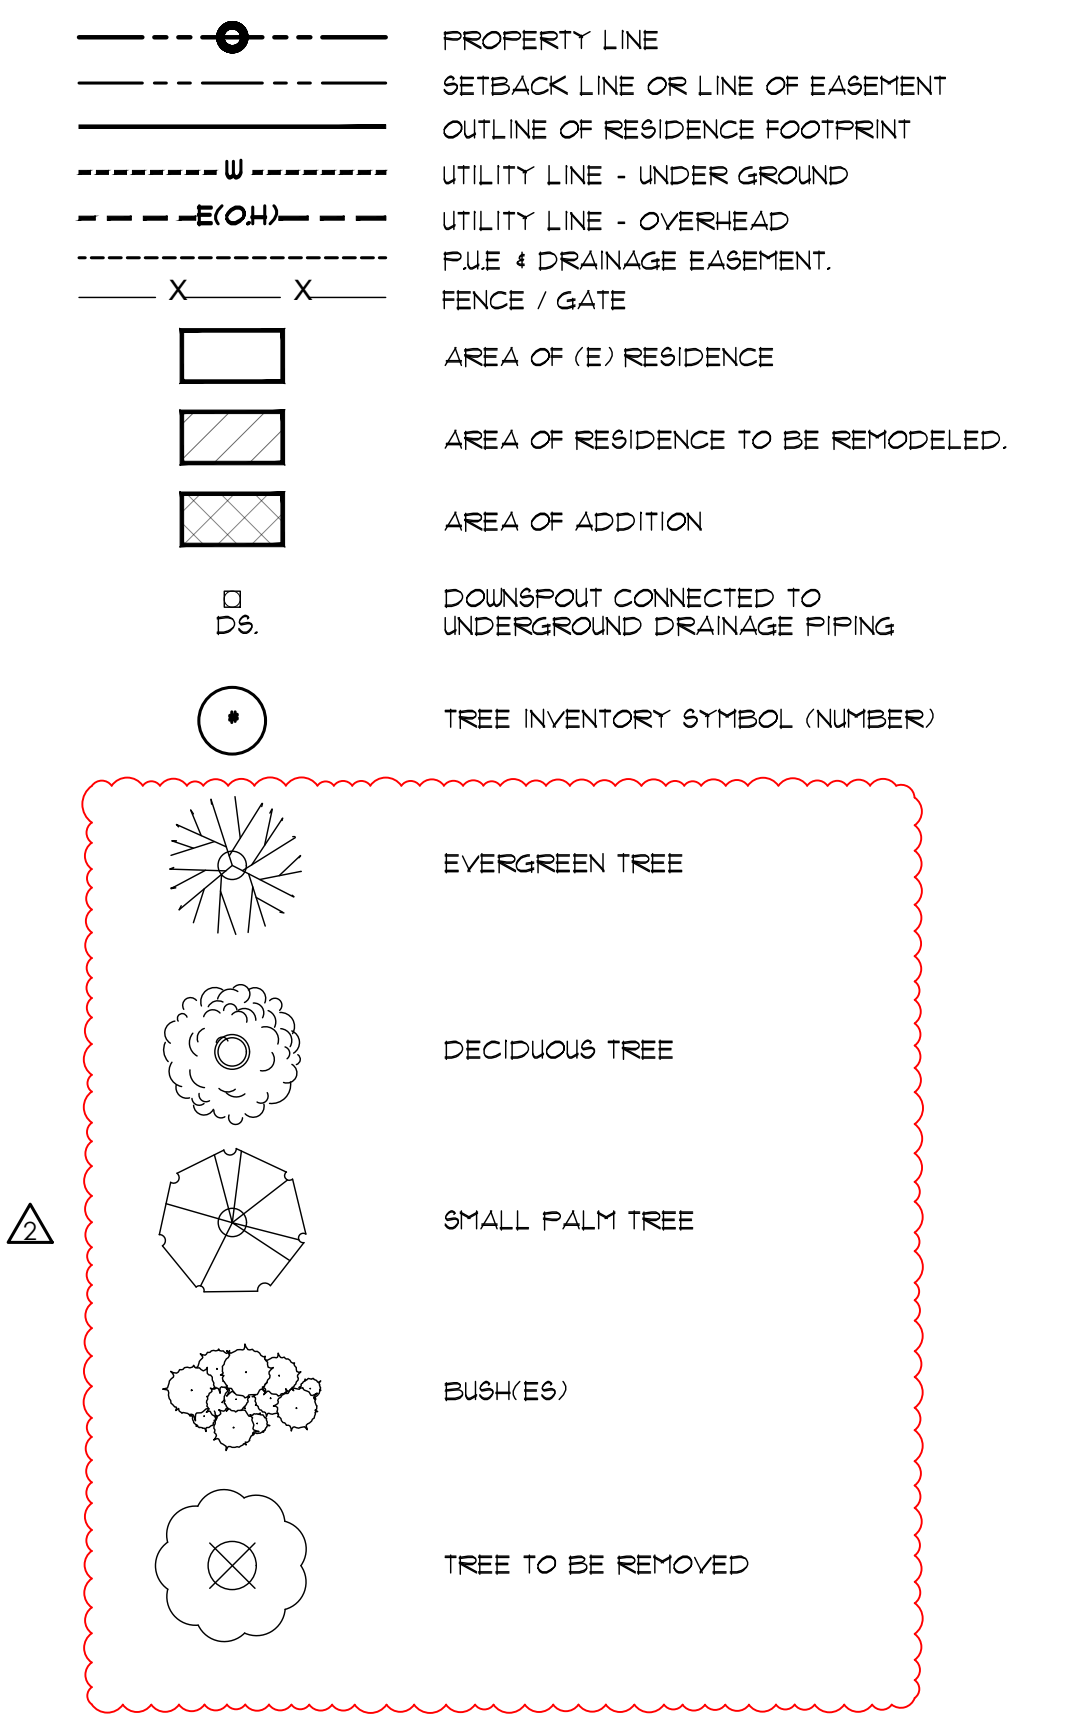 PROPERTY LINE
SETBACK LINE OR LINE OF EASEMENT
OUTLINE OF RESIDENCE FOOTPRINT
W UTILITY LINE - UNDER GROUND
E(O.H) UTILITY LINE - OVERHEAD
P.U.E & DRAINAGE EASEMENT.
X X FENCE / GATE
AREA OF (E) RESIDENCE
AREA OF RESIDENCE TO BE REMODELED.
AREA OF ADDITION
DOWNSPOUT CONNECTED TO
DS. UNDERGROUND DRAINAGE PIPING
# TREE INVENTORY SYMBOL (NUMBER)
EVERGREEN TREE
DECIDUOUS TREE
2 SMALL PALM TREE
BUSH(ES)
TREE TO BE REMOVED